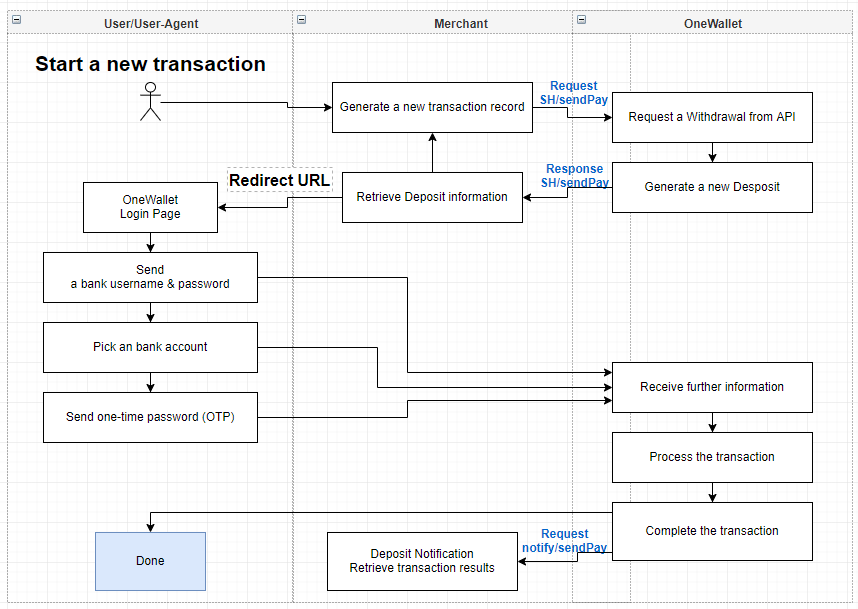 User/User-Agent
Merchant
OneWallet
Start a new transaction
Generate a new transaction record
Request
SH/sendPay
Request a Withdrawal from API
Redirect URL
Retrieve Deposit information
Response
SH/sendPay
Generate a new Desposit
OneWallet
Login Page
Send
a bank username & password
Pick an bank account
Send one-time password (OTP)
Receive further information
Process the transaction
Complete the transaction
Request
notify/sendPay
Done
Deposit Notification
Retrieve transaction results